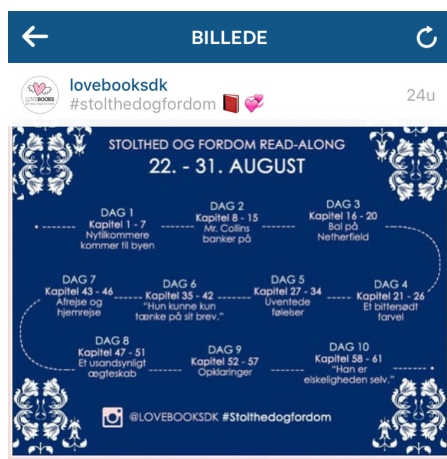 BILLEDE
LOVEBOOKS
lovebooksdk
#stolthedogfordom
24u
STOLTHED OG FORDOM READ-ALONG
22. - 31. AUGUST
DAG 1
Kapitel 1 - 7
Nytilkommere
kommer til byen
DAG 2
Kapitel 8 - 15
Mr. Collins
banker på
DAG 3
Kapitel 16 - 20
Bal på
Netherfield
DAG 4
Kapitel 21 - 26
Et bittersødt
farvel
DAG 5
Kapitel 27 - 34
Uventede
følelser
DAG 6
Kapitel 35 - 42
"Hun kunne kun
tænke på sit brev."
DAG 7
Kapitel 43 - 46
Afrejse og
hjemrejse
DAG 8
Kapitel 47 - 51
Et usandsynligt
ægteskab
DAG 9
Kapitel 52 - 57
Opklaringer
DAG 10
Kapitel 58 - 61
"Han er
elskeligheden selv."
@LOVEBOOKSDK #Stolthedogfordom